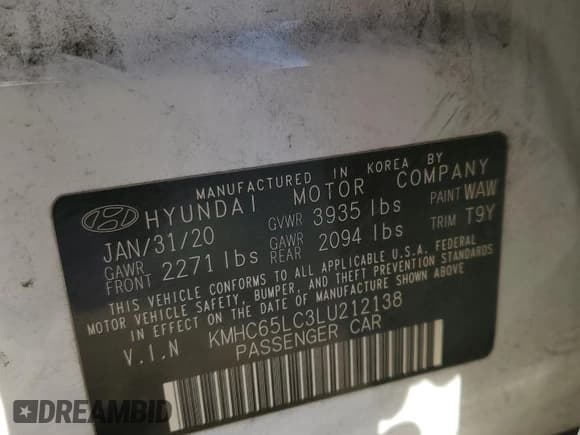 MANUFACTURED IN KOREA BY
HYUNDAI MOTOR COMPANY
JAN/31/20 GVWR 3935 lbs PAINT WAW
GAWR FRONT 2271 lbs GAWR REAR 2094 lbs TRIM T9Y
THIS VEHICLE CONFORMS TO ALL APPLICABLE U.S.A. FEDERAL
MOTOR VEHICLE SAFETY, BUMPER, AND THEFT PREVENTION STANDARDS
IN EFFECT ON THE DATE OF MANUFACTURE SHOWN ABOVE
V.I.N KMHC65LC3LU212138
PASSENGER CAR
DREAMBID